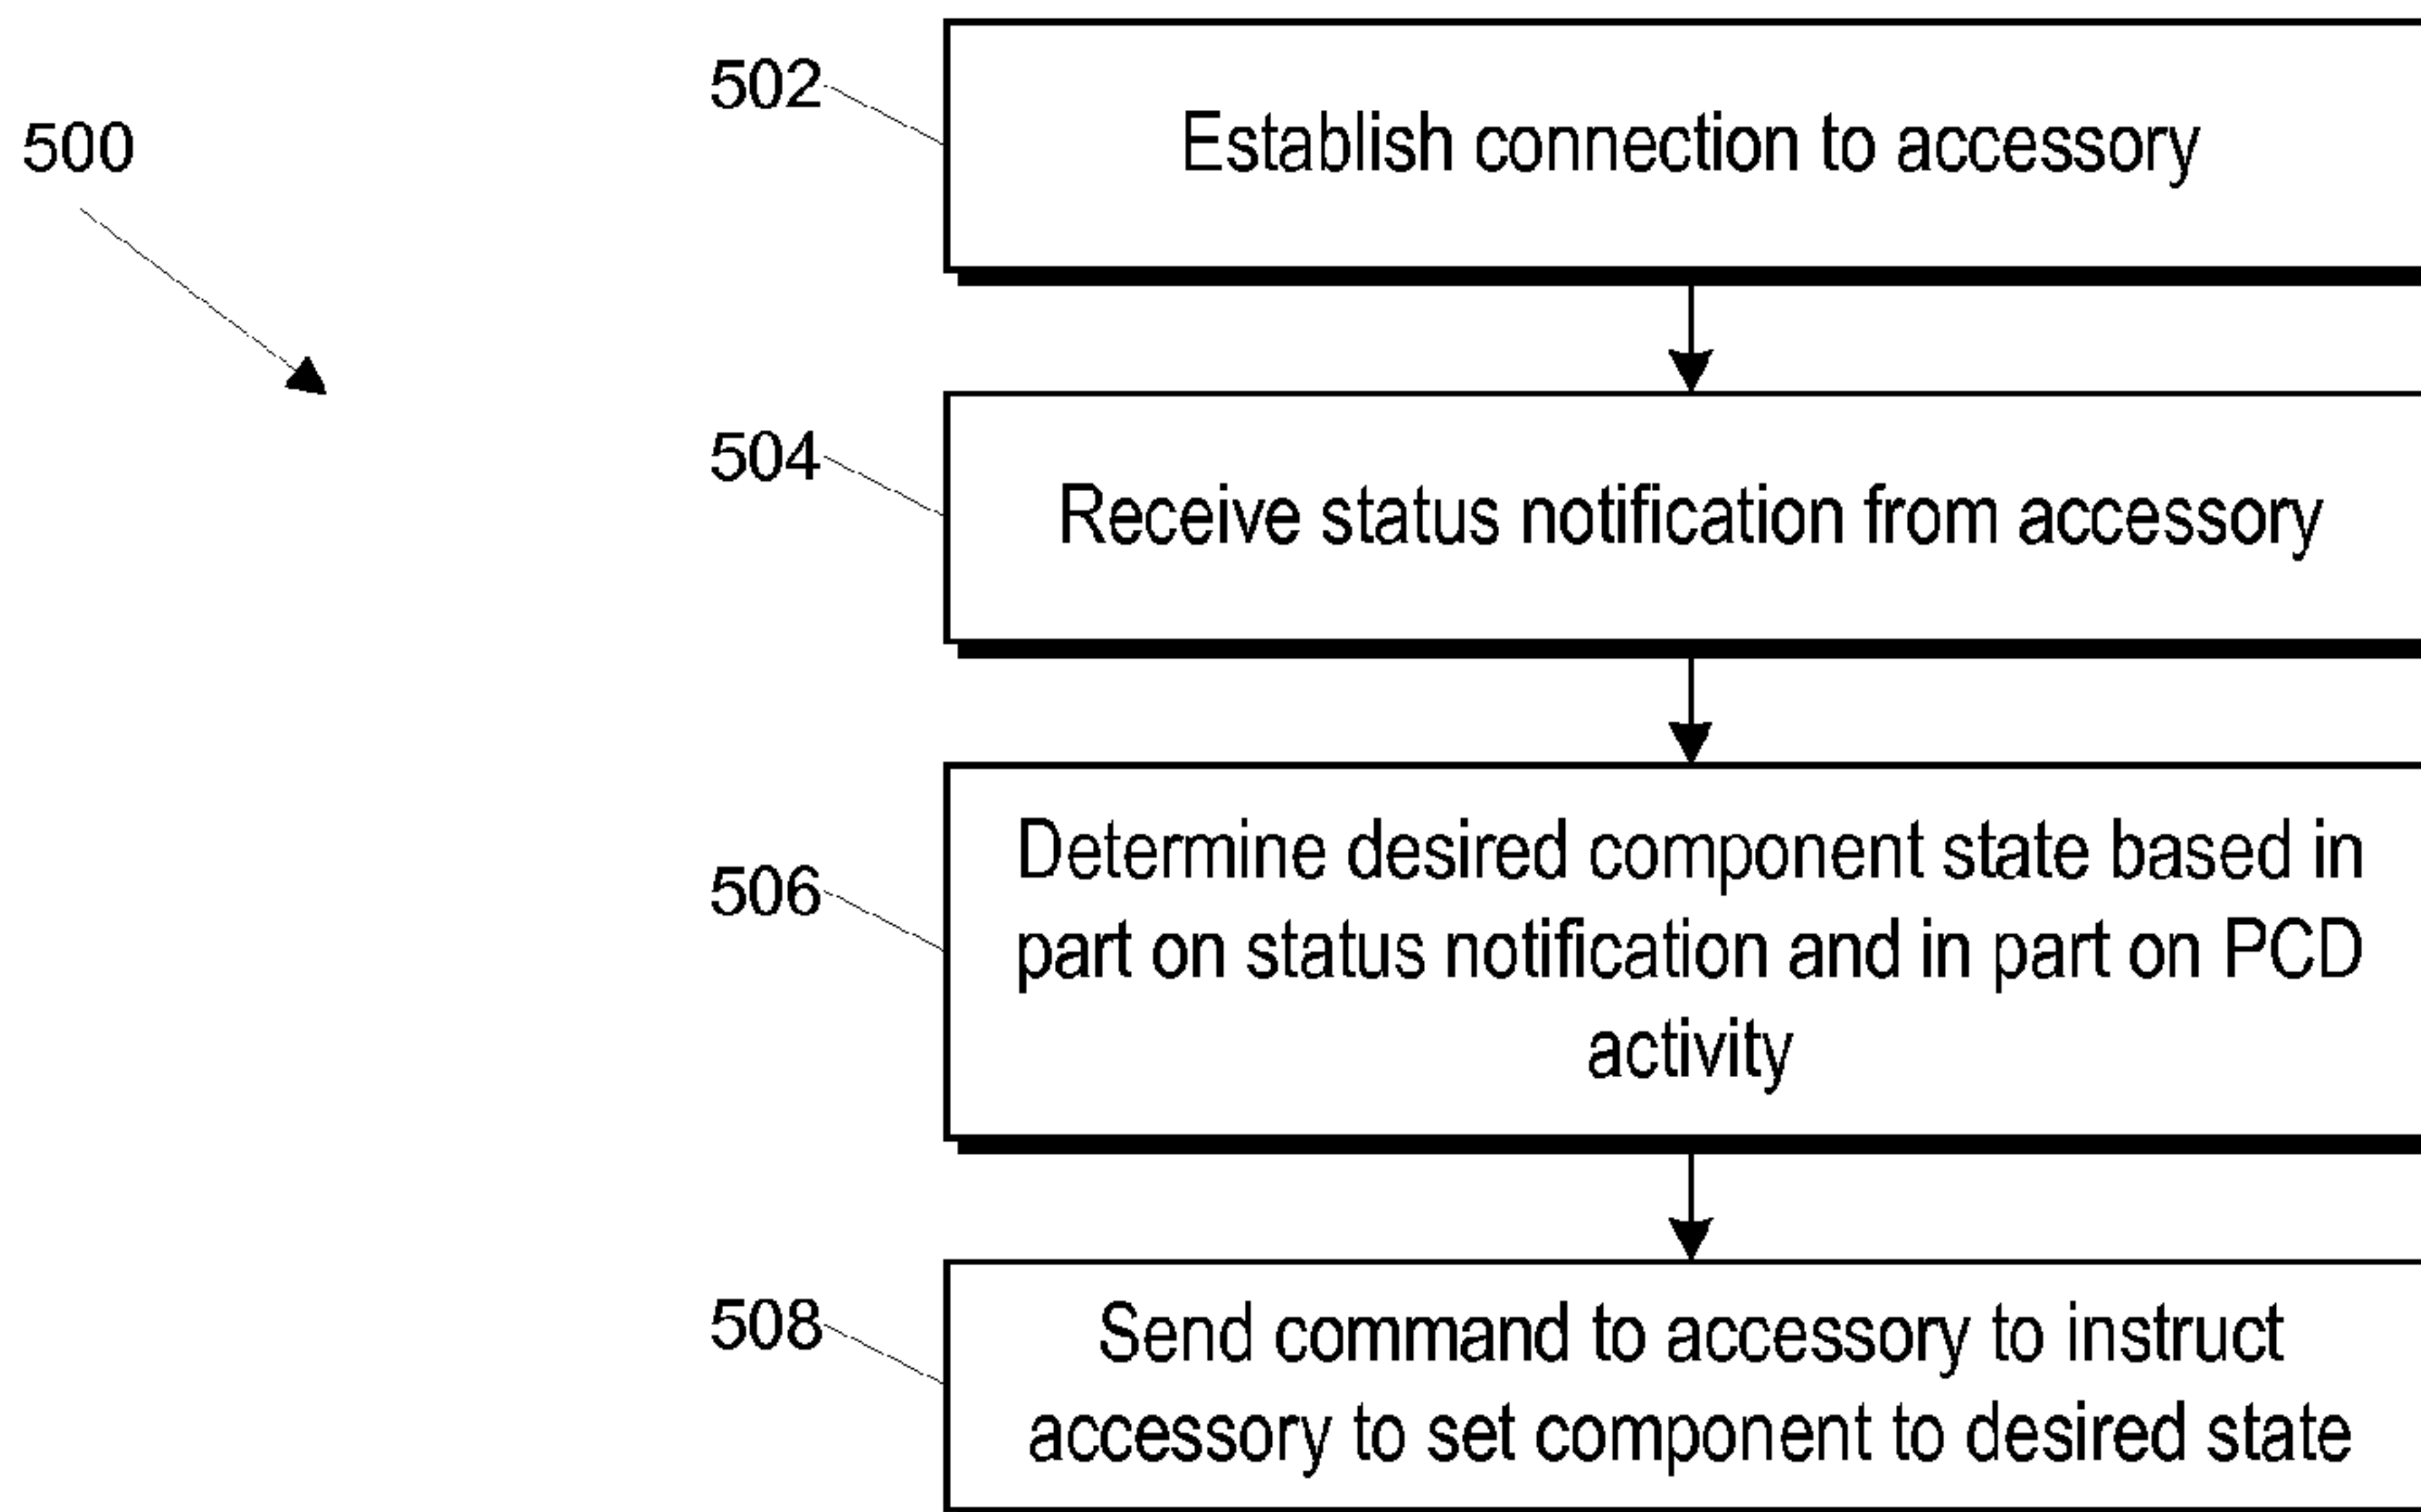 500
502
Establish connection to accessory
504
Receive status notification from accessory
506
Determine desired component state based in
part on status notification and in part on PCD
activity
508
Send command to accessory to instruct
accessory to set component to desired state